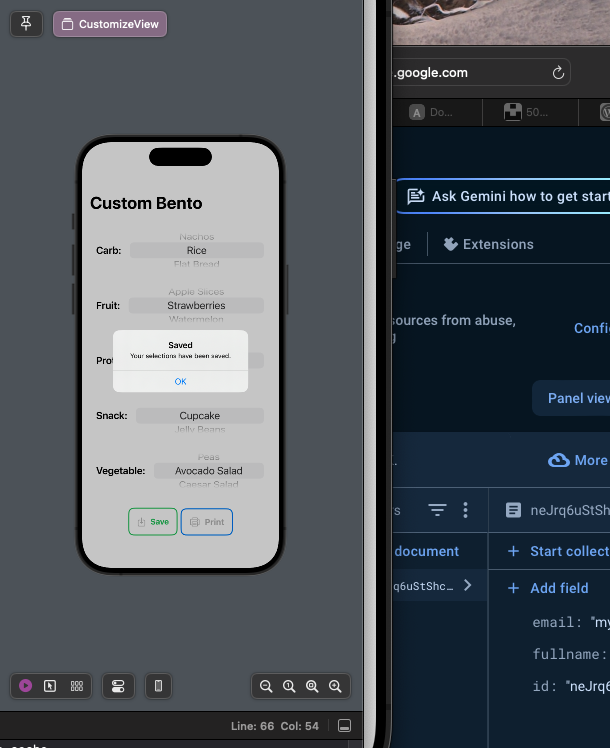 CustomizeView
Custom Bento
Nachos
Carb: Rice
Flat Bread
Apple Slices
Fruit: Strawberries
Watermelon
Saved
Your selections have been saved.
OK
Snack: Cupcake
Jelly Beans
Peas
Vegetable: Avocado Salad
Caesar Salad
Save
Print
Line: 66 Col: 54
.google.com
A Do...
50...
Ask Gemini how to get start
ge
Extensions
sources from abuse,
g
Confi
Panel view
More
rs
neJrq6uStSh
document
+ Start collect
q6uStShc…
+ Add field
email: "my
fullname:
id: "neJrq6